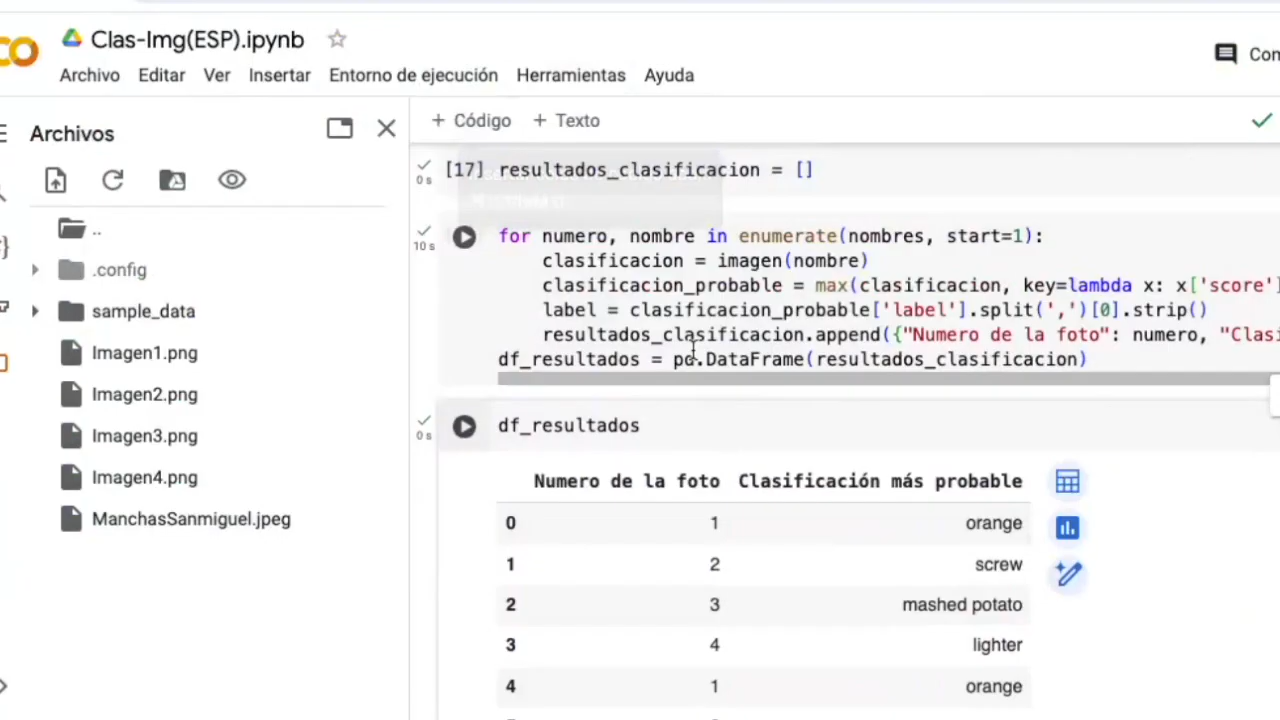 Clas-Img(ESP).ipynb
Archivo Editar Ver Insertar Entorno de ejecución Herramientas Ayuda
Archivos
..
.config
sample_data
Imagen1.png
Imagen2.png
Imagen3.png
Imagen4.png
ManchasSanmiguel.jpeg
+ Código + Texto
0 s
[17] resultados_clasificacion = []
10 s
for numero, nombre in enumerate(nombres, start=1):
clasificacion = imagen(nombre)
clasificacion_probable = max(clasificacion, key=lambda x: x['score']
label = clasificacion_probable['label'].split(',')[0].strip()
resultados_clasificacion.append({"Numero de la foto": numero, "Clasi
df_resultados = pd.DataFrame(resultados_clasificacion)
0 s
df_resultados
Numero de la foto Clasificación más probable
0 1 orange
1 2 screw
2 3 mashed potato
3 4 lighter
4 1 orange